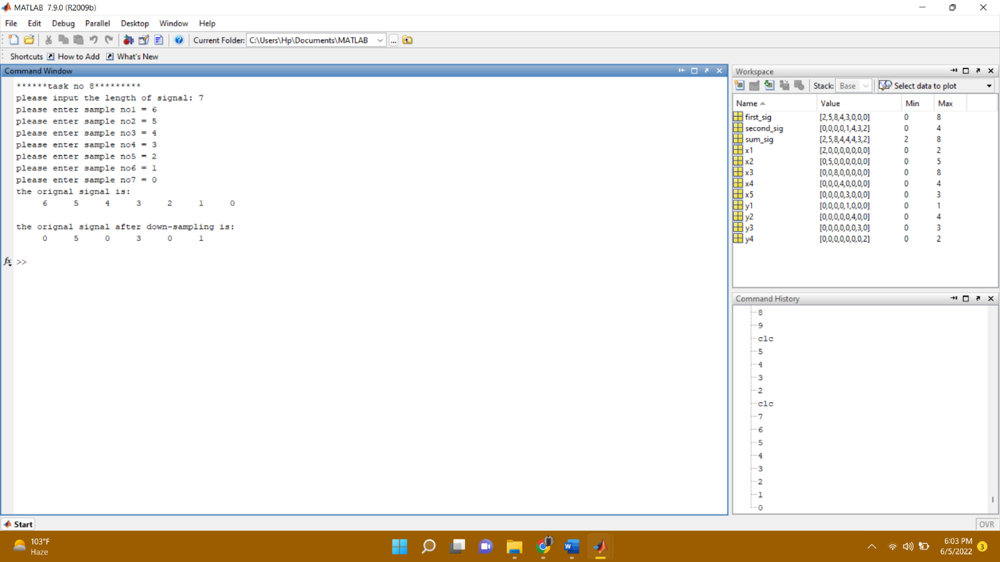 MATLAB 7.9.0 (R2009b)
File Edit Debug Parallel Desktop Window Help
Current Folder: C:\Users\Hp\Documents\MATLAB ...
Shortcuts How to Add What's New
Command Window
******task no 8*********
please input the length of signal: 7
please enter sample no1 = 6
please enter sample no2 = 5
please enter sample no3 = 4
please enter sample no4 = 3
please enter sample no5 = 2
please enter sample no6 = 1
please enter sample no7 = 0
the orignal signal is:
6 5 4 3 2 1 0
the orignal signal after down-sampling is:
0 5 0 3 0 1
fx >>
Workspace
Stack: Base Select data to plot
Name Value Min Max
first_sig [2,5,8,4,3,0,0,0] 0 8
second_sig [0,0,0,0,1,4,3,2] 0 4
sum_sig [2,5,8,4,4,4,3,2] 2 8
x1 [2,0,0,0,0,0,0,0] 0 2
x2 [0,5,0,0,0,0,0,0] 0 5
x3 [0,0,8,0,0,0,0,0] 0 8
x4 [0,0,0,4,0,0,0,0] 0 4
x5 [0,0,0,0,3,0,0,0] 0 3
y1 [0,0,0,0,1,0,0,0] 0 1
y2 [0,0,0,0,0,4,0,0] 0 4
y3 [0,0,0,0,0,0,3,0] 0 3
y4 [0,0,0,0,0,0,0,2] 0 2
Command History
8
9
clc
5
4
3
2
clc
7
6
5
4
3
2
1
0
Start
OVR
103°F
Haze
W
6:03 PM
6/5/2022
3